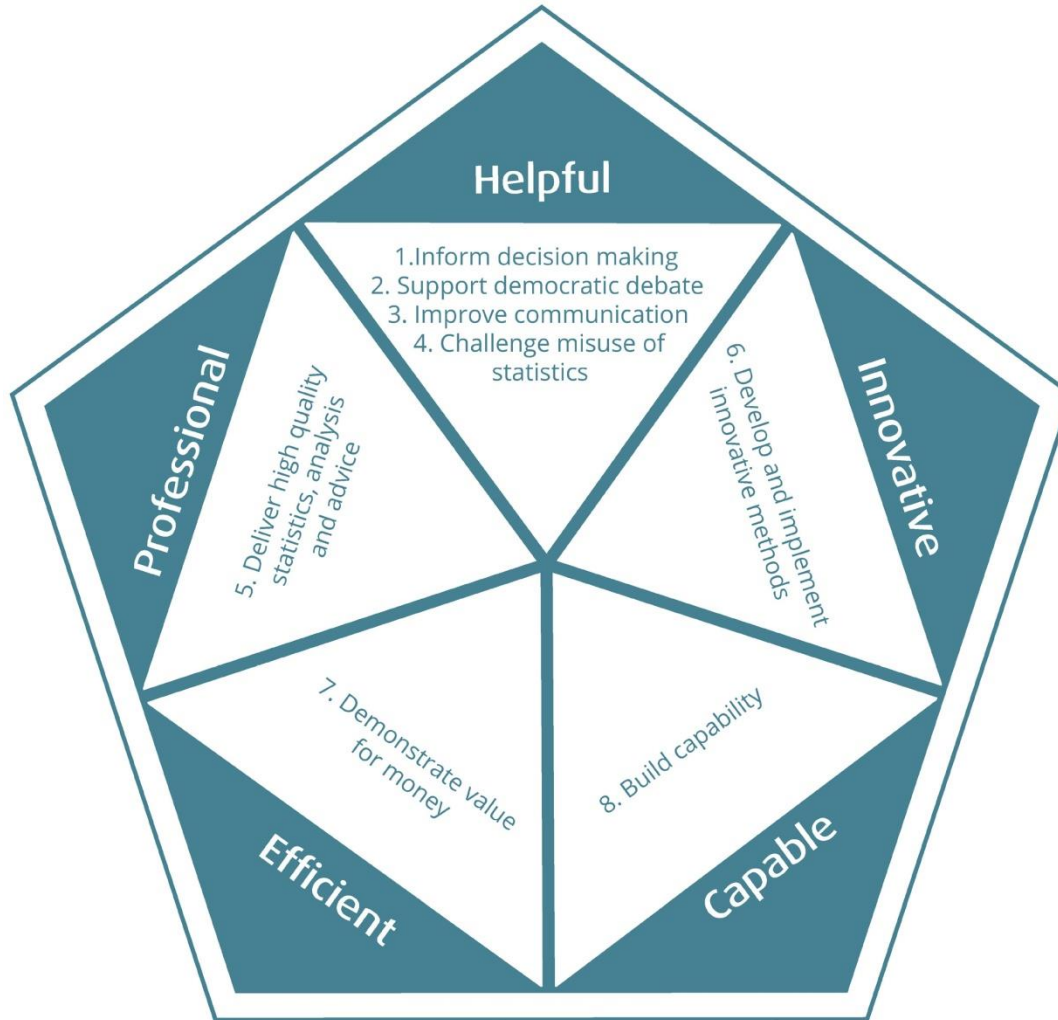 Helpful
1.Inform decision making
2. Support democratic debate
3. Improve communication
4. Challenge misuse of
statistics
Professional
5. Deliver high quality
statistics, analysis
and advice
Innovative
6. Develop and implement
innovative methods
Efficient
7. Demonstrate value
for money
Capable
8. Build capability